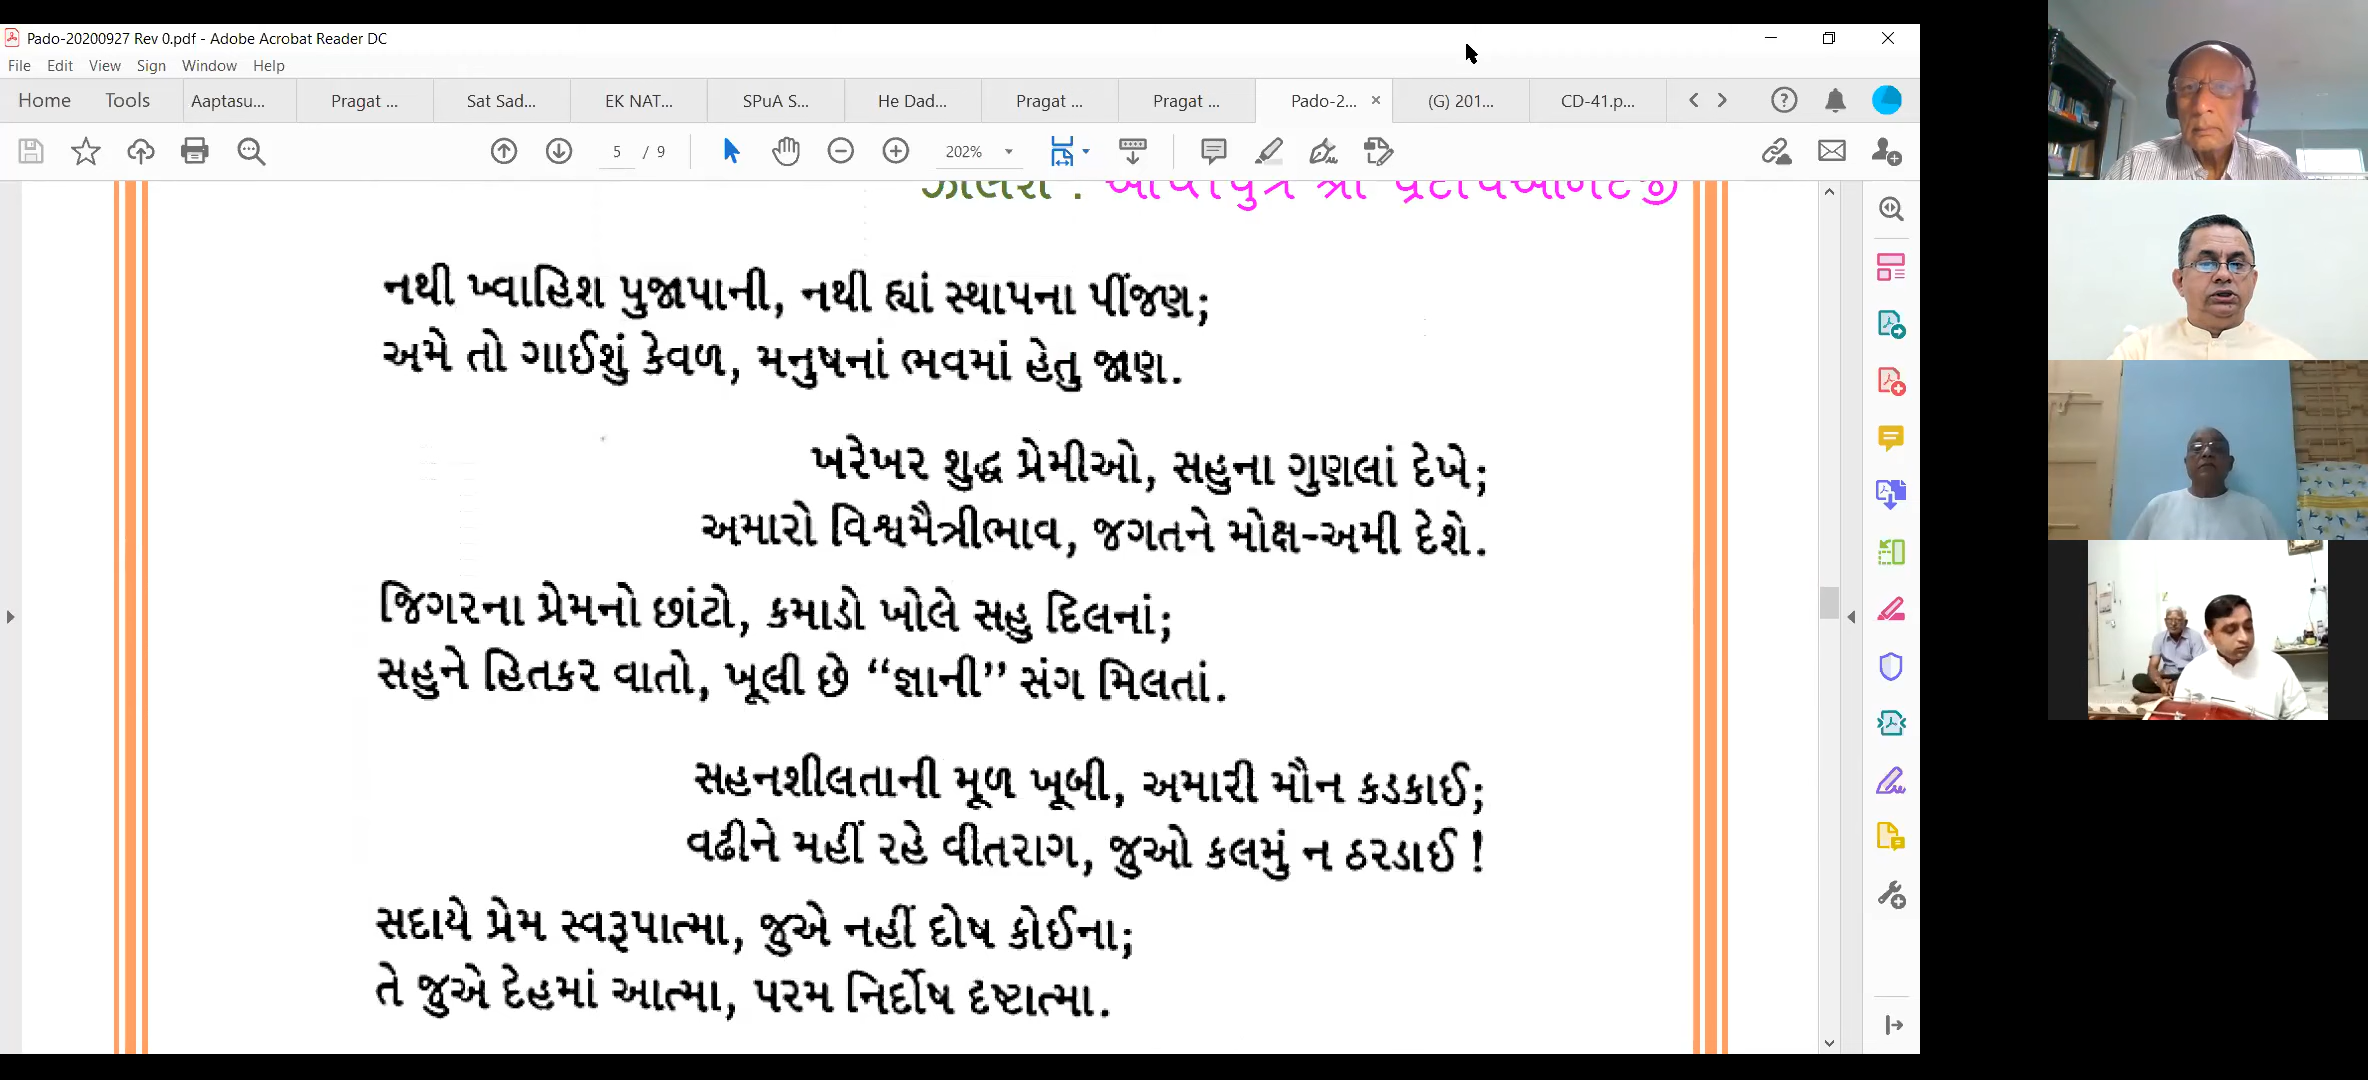 Pado-20200927 Rev 0.pdf - Adobe Acrobat Reader DC
File Edit View Sign Window Help
Home Tools Aaptasu... Pragat ... Sat Sad... EK NAT... SPuA S... He Dad... Pragat ... Pragat ... Pado-2... × (G) 201... CD-41.p...
5 / 9 202%
નથી ખ્વાહિશ પુજાપાની, નથી હ્યાં સ્થાપના પીંજણ;
અમે તો ગાઈશું કેવળ, મનુષનાં ભવમાં હેતુ જાણ.
ખરેખર શુદ્ધ પ્રેમીઓ, સહુના ગુણલાં દેખે;
અમારો વિશ્વમૈત્રીભાવ, જગતને મોક્ષ-અમી દેશે.
જિગરના પ્રેમનો છાંટો, કમાડો ખોલે સહુ દિલનાં;
સહુને હિતકર વાતો, ખૂલી છે “જ્ઞાની” સંગ મિલતાં.
સહનશીલતાની મૂળ ખૂબી, અમારી મૌન કડકાઈ;
વઢીને મહીં રહે વીતરાગ, જુઓ કલમું ન ઠરડાઈ !
સદાયે પ્રેમ સ્વરૂપાત્મા, જુએ નહીં દોષ કોઈના;
તે જુએ દેહમાં આત્મા, પરમ નિર્દોષ દૃષ્ટાત્મા.